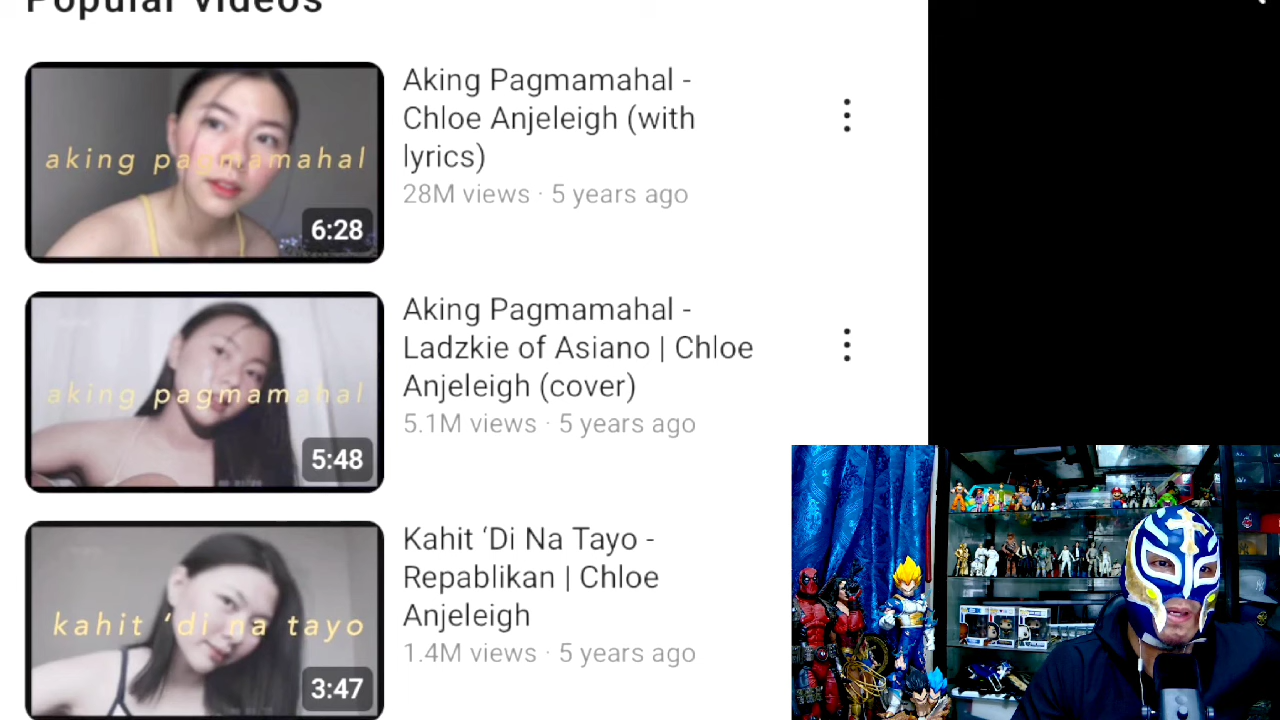 Popular videos
aking pagmamahal
6:28
Aking Pagmamahal -
Chloe Anjeleigh (with
lyrics)
28M views · 5 years ago
aking pagmamahal
5:48
Aking Pagmamahal -
Ladzkie of Asiano | Chloe
Anjeleigh (cover)
5.1M views · 5 years ago
kahit ‘di na tayo
3:47
Kahit ‘Di Na Tayo -
Repablikan | Chloe
Anjeleigh
1.4M views · 5 years ago